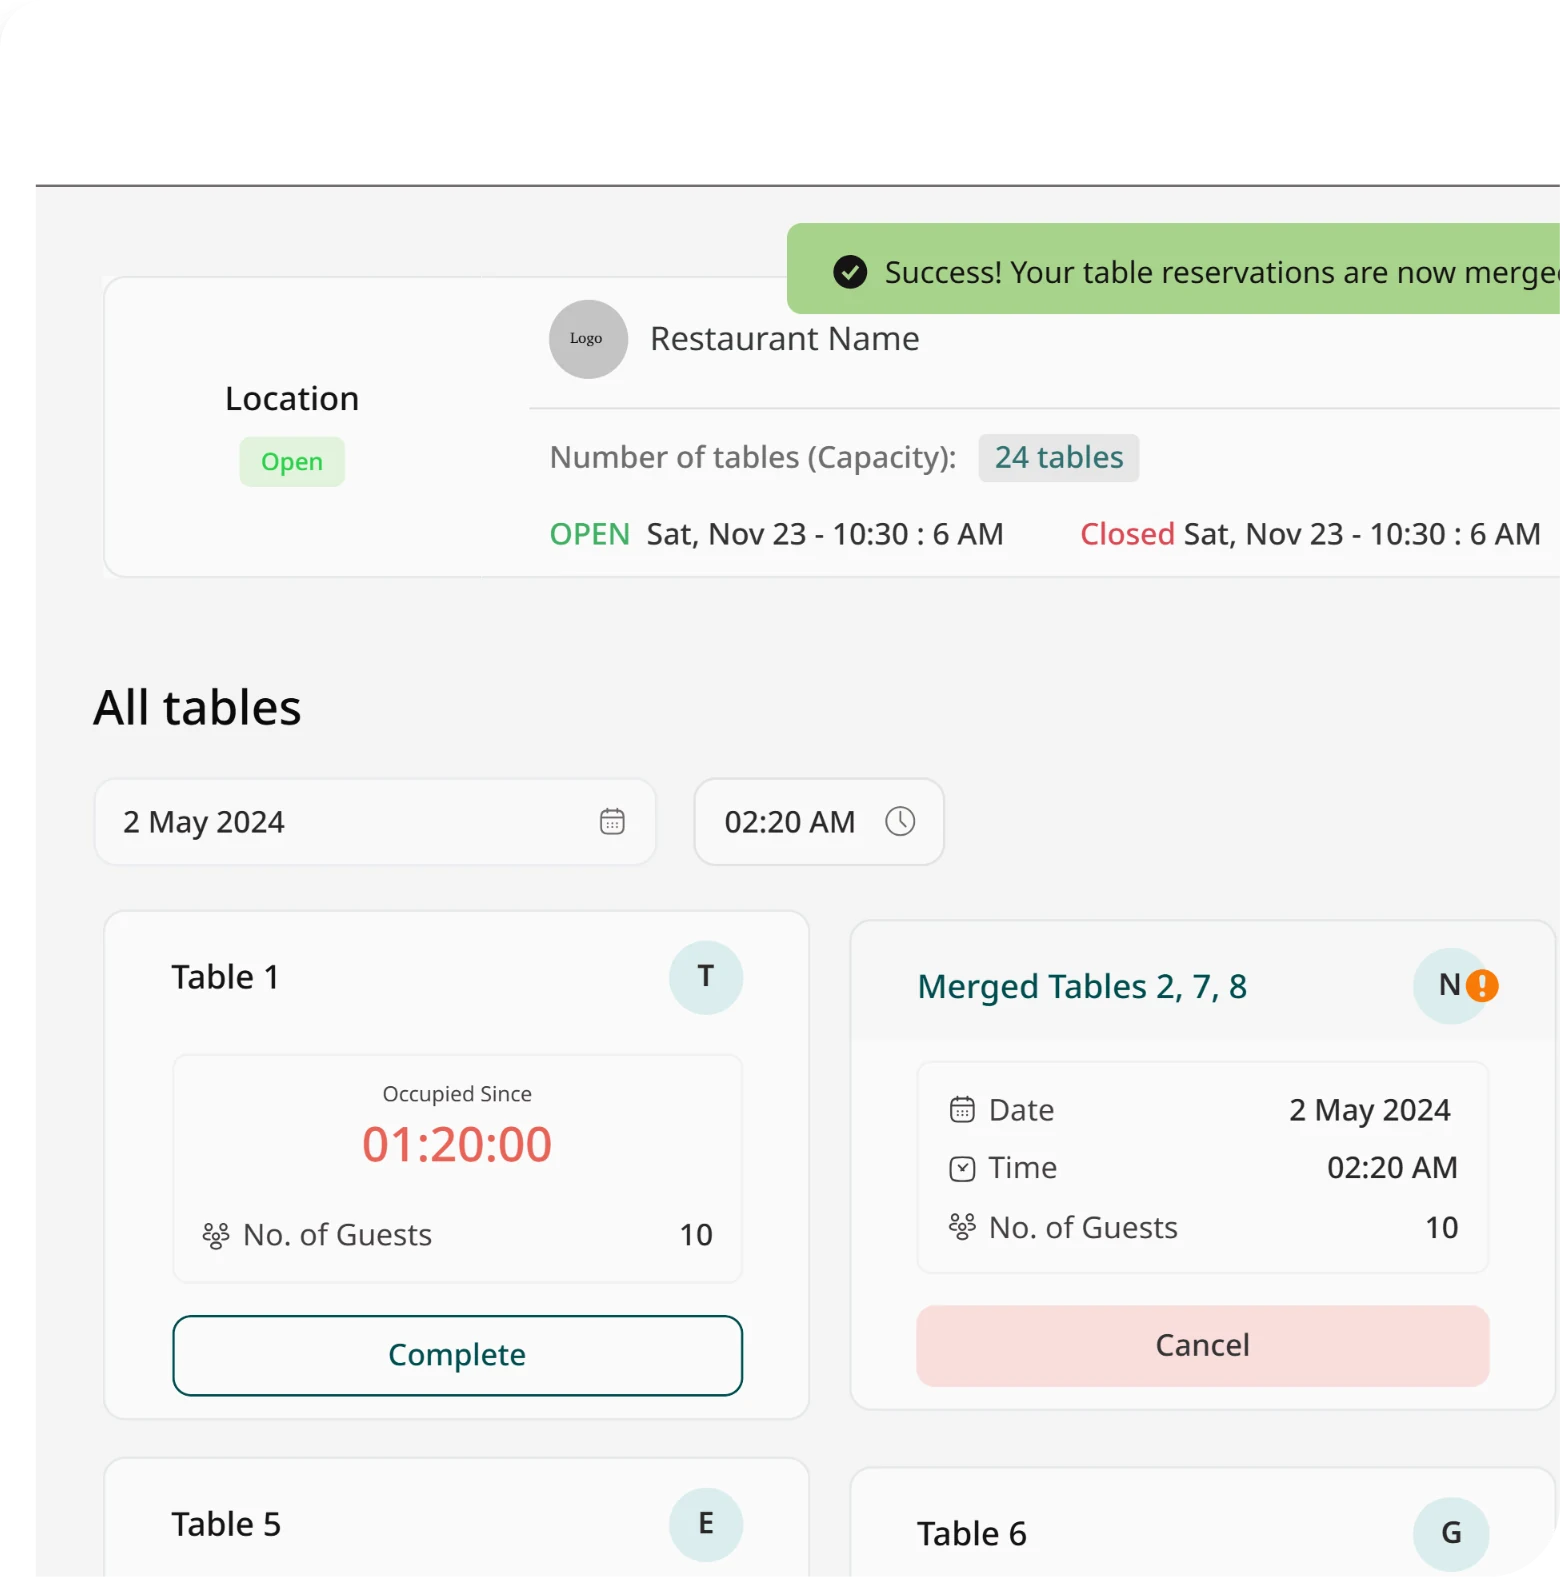 Success! Your table reservations are now merged
Logo
Restaurant Name
Location
Open
Number of tables (Capacity): 24 tables
OPEN Sat, Nov 23 - 10:30 : 6 AM Closed Sat, Nov 23 - 10:30 : 6 AM
All tables
2 May 2024 02:20 AM
Table 1 T
Occupied Since
01:20:00
No. of Guests 10
Complete
Merged Tables 2, 7, 8 N
Date 2 May 2024
Time 02:20 AM
No. of Guests 10
Cancel
Table 5 E
Table 6 G